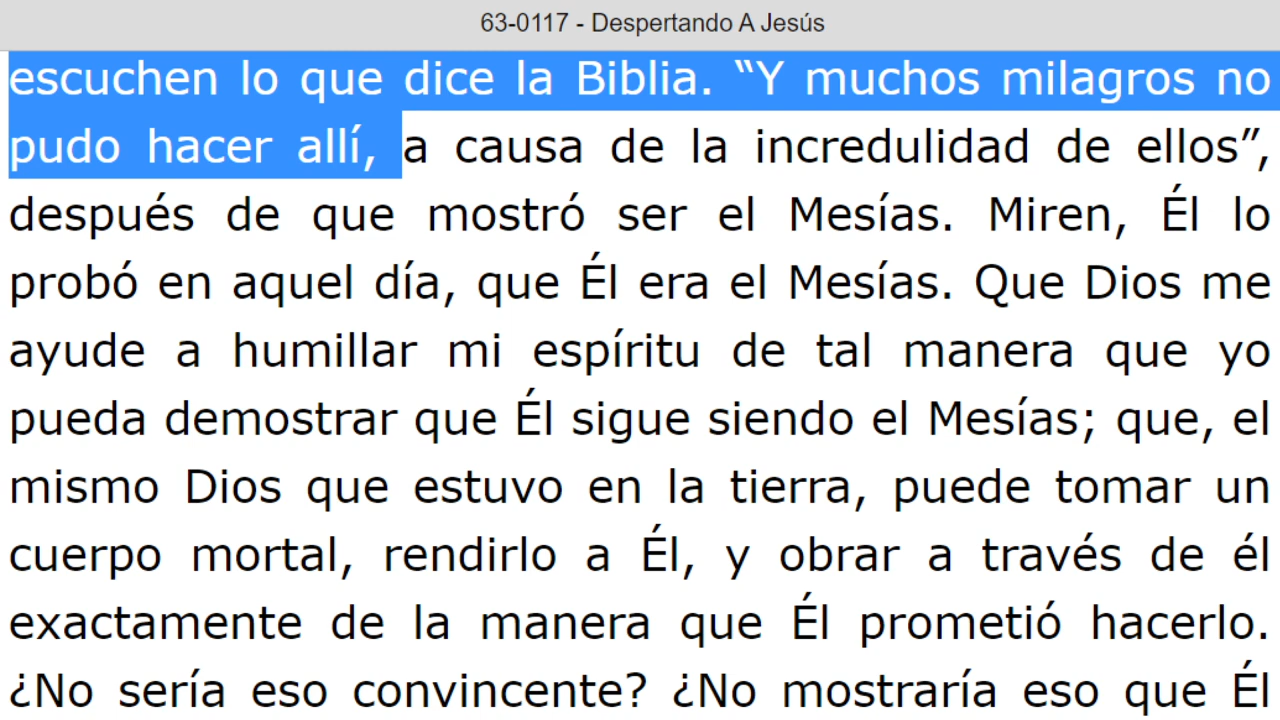 63-0117 - Despertando A Jesús
escuchen lo que dice la Biblia. “Y muchos milagros no
pudo hacer allí, a causa de la incredulidad de ellos”,
después de que mostró ser el Mesías. Miren, Él lo
probó en aquel día, que Él era el Mesías. Que Dios me
ayude a humillar mi espíritu de tal manera que yo
pueda demostrar que Él sigue siendo el Mesías; que, el
mismo Dios que estuvo en la tierra, puede tomar un
cuerpo mortal, rendirlo a Él, y obrar a través de él
exactamente de la manera que Él prometió hacerlo.
¿No sería eso convincente? ¿No mostraría eso que Él